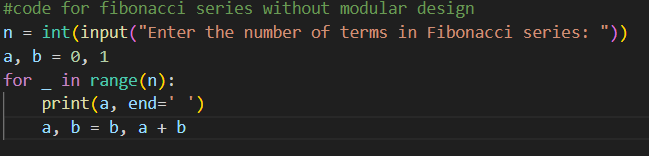 #code for fibonacci series without modular design
n = int(input("Enter the number of terms in Fibonacci series: "))
a, b = 0, 1
for _ in range(n):
    print(a, end=' ')
    a, b = b, a + b